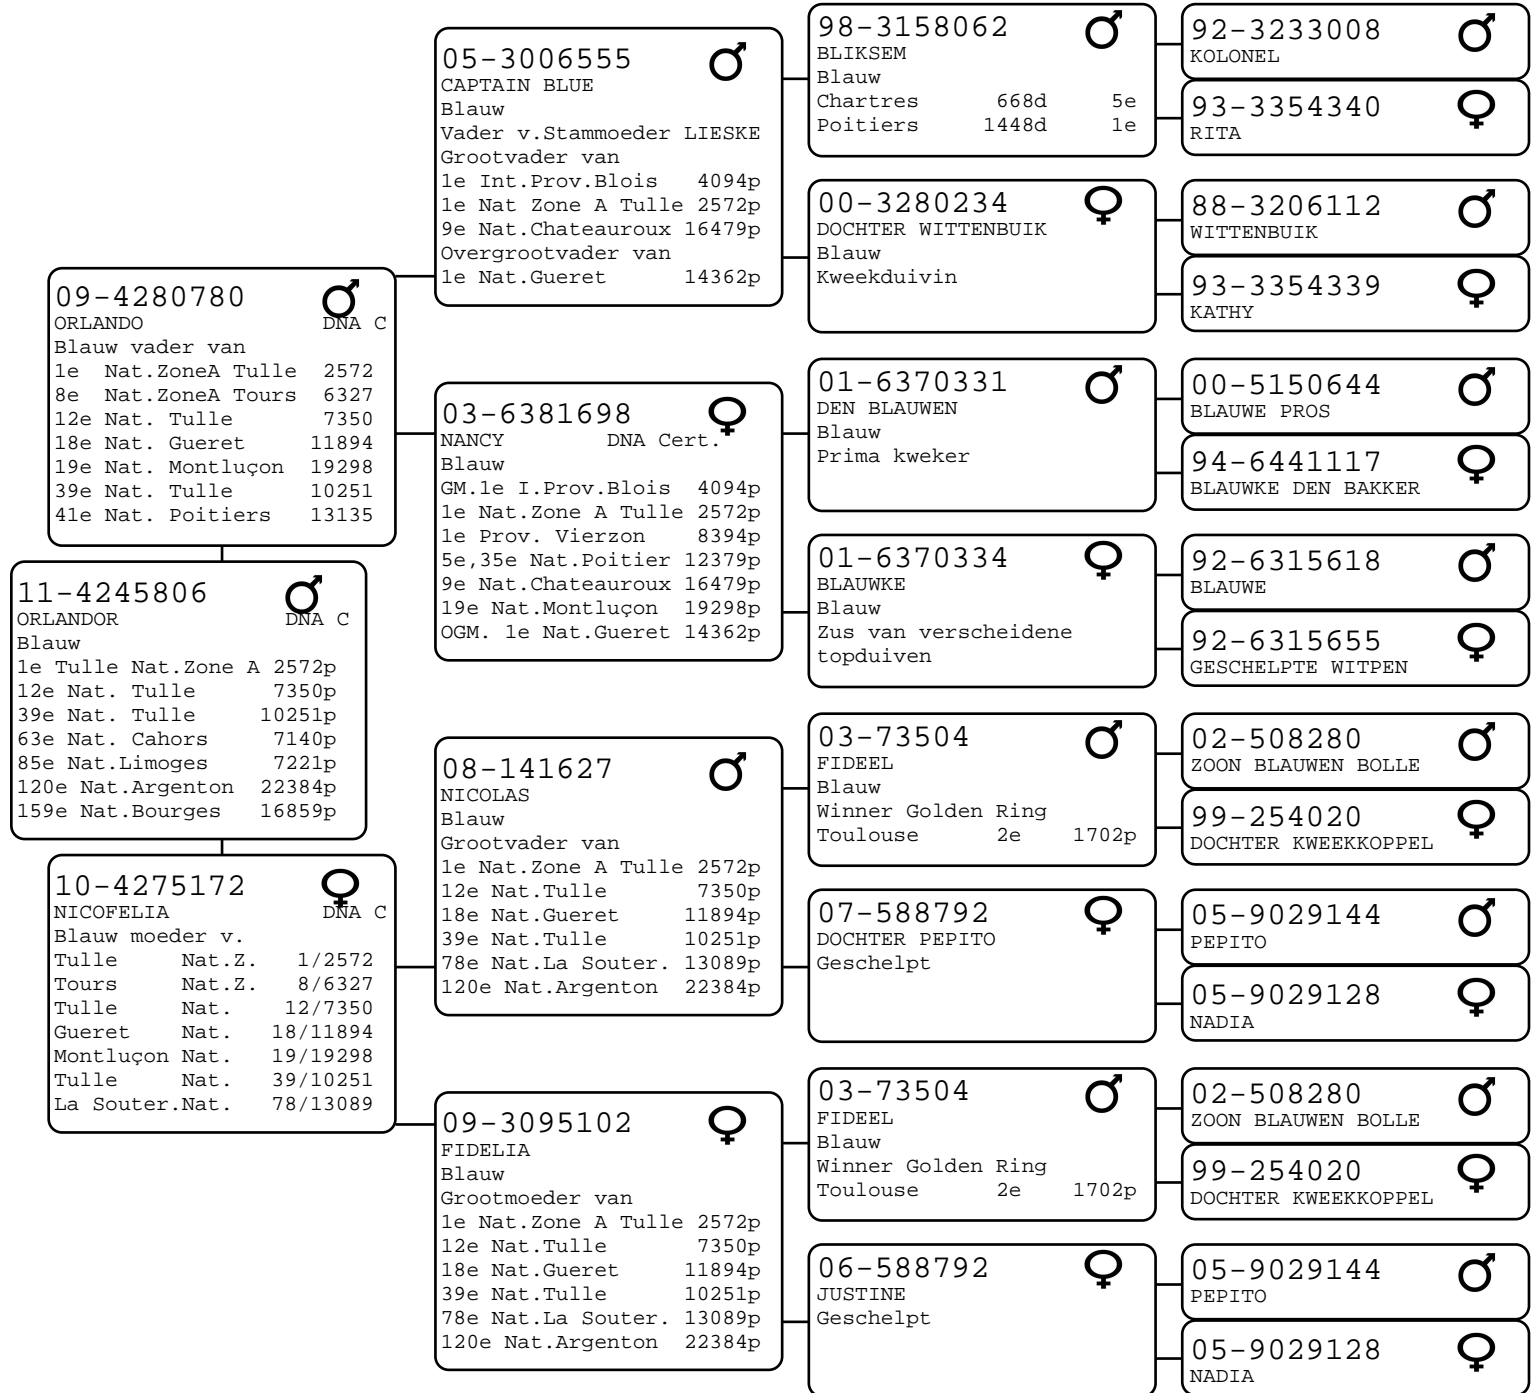 09-4280780
ORLANDO DNA C
Blauw vader van
1e Nat.ZoneA Tulle 2572
8e Nat.ZoneA Tours 6327
12e Nat. Tulle 7350
18e Nat. Gueret 11894
19e Nat. Montluçon 19298
39e Nat. Tulle 10251
41e Nat. Poitiers 13135
11-4245806
ORLANDOR DNA C
Blauw
1e Tulle Nat.Zone A 2572p
12e Nat. Tulle 7350p
39e Nat. Tulle 10251p
63e Nat. Cahors 7140p
85e Nat.Limoges 7221p
120e Nat.Argenton 22384p
159e Nat.Bourges 16859p
10-4275172
NICOFELIA DNA C
Blauw moeder v.
Tulle Nat.Z. 1/2572
Tours Nat.Z. 8/6327
Tulle Nat. 12/7350
Gueret Nat. 18/11894
Montluçon Nat. 19/19298
Tulle Nat. 39/10251
La Souter.Nat. 78/13089
05-3006555
CAPTAIN BLUE
Blauw
Vader v.Stammoeder LIESKE
Grootvader van
1e Int.Prov.Blois 4094p
1e Nat Zone A Tulle 2572p
9e Nat.Chateauroux 16479p
Overgrootvader van
1e Nat.Gueret 14362p
03-6381698
NANCY DNA Cert.
Blauw
GM.1e I.Prov.Blois 4094p
1e Nat.Zone A Tulle 2572p
1e Prov. Vierzon 8394p
5e,35e Nat.Poitier 12379p
9e Nat.Chateauroux 16479p
19e Nat.Montluçon 19298p
OGM. 1e Nat.Gueret 14362p
08-141627
NICOLAS
Blauw
Grootvader van
1e Nat.Zone A Tulle 2572p
12e Nat.Tulle 7350p
18e Nat.Gueret 11894p
39e Nat.Tulle 10251p
78e Nat.La Souter. 13089p
120e Nat.Argenton 22384p
09-3095102
FIDELIA
Blauw
Grootmoeder van
1e Nat.Zone A Tulle 2572p
12e Nat.Tulle 7350p
18e Nat.Gueret 11894p
39e Nat.Tulle 10251p
78e Nat.La Souter. 13089p
120e Nat.Argenton 22384p
98-3158062
BLIKSEM
Blauw
Chartres 668d 5e
Poitiers 1448d 1e
00-3280234
DOCHTER WITTENBUIK
Blauw
Kweekduivin
01-6370331
DEN BLAUWEN
Blauw
Prima kweker
01-6370334
BLAUWKE
Blauw
Zus van verscheidene
topduiven
03-73504
FIDEEL
Blauw
Winner Golden Ring
Toulouse 2e 1702p
07-588792
DOCHTER PEPITO
Geschelpt
03-73504
FIDEEL
Blauw
Winner Golden Ring
Toulouse 2e 1702p
06-588792
JUSTINE
Geschelpt
92-3233008
KOLONEL
93-3354340
RITA
88-3206112
WITTENBUIK
93-3354339
KATHY
00-5150644
BLAUWE PROS
94-6441117
BLAUWKE DEN BAKKER
92-6315618
BLAUWE
92-6315655
GESCHELPTE WITPEN
02-508280
ZOON BLAUWEN BOLLE
99-254020
DOCHTER KWEEKKOPPEL
05-9029144
PEPITO
05-9029128
NADIA
02-508280
ZOON BLAUWEN BOLLE
99-254020
DOCHTER KWEEKKOPPEL
05-9029144
PEPITO
05-9029128
NADIA